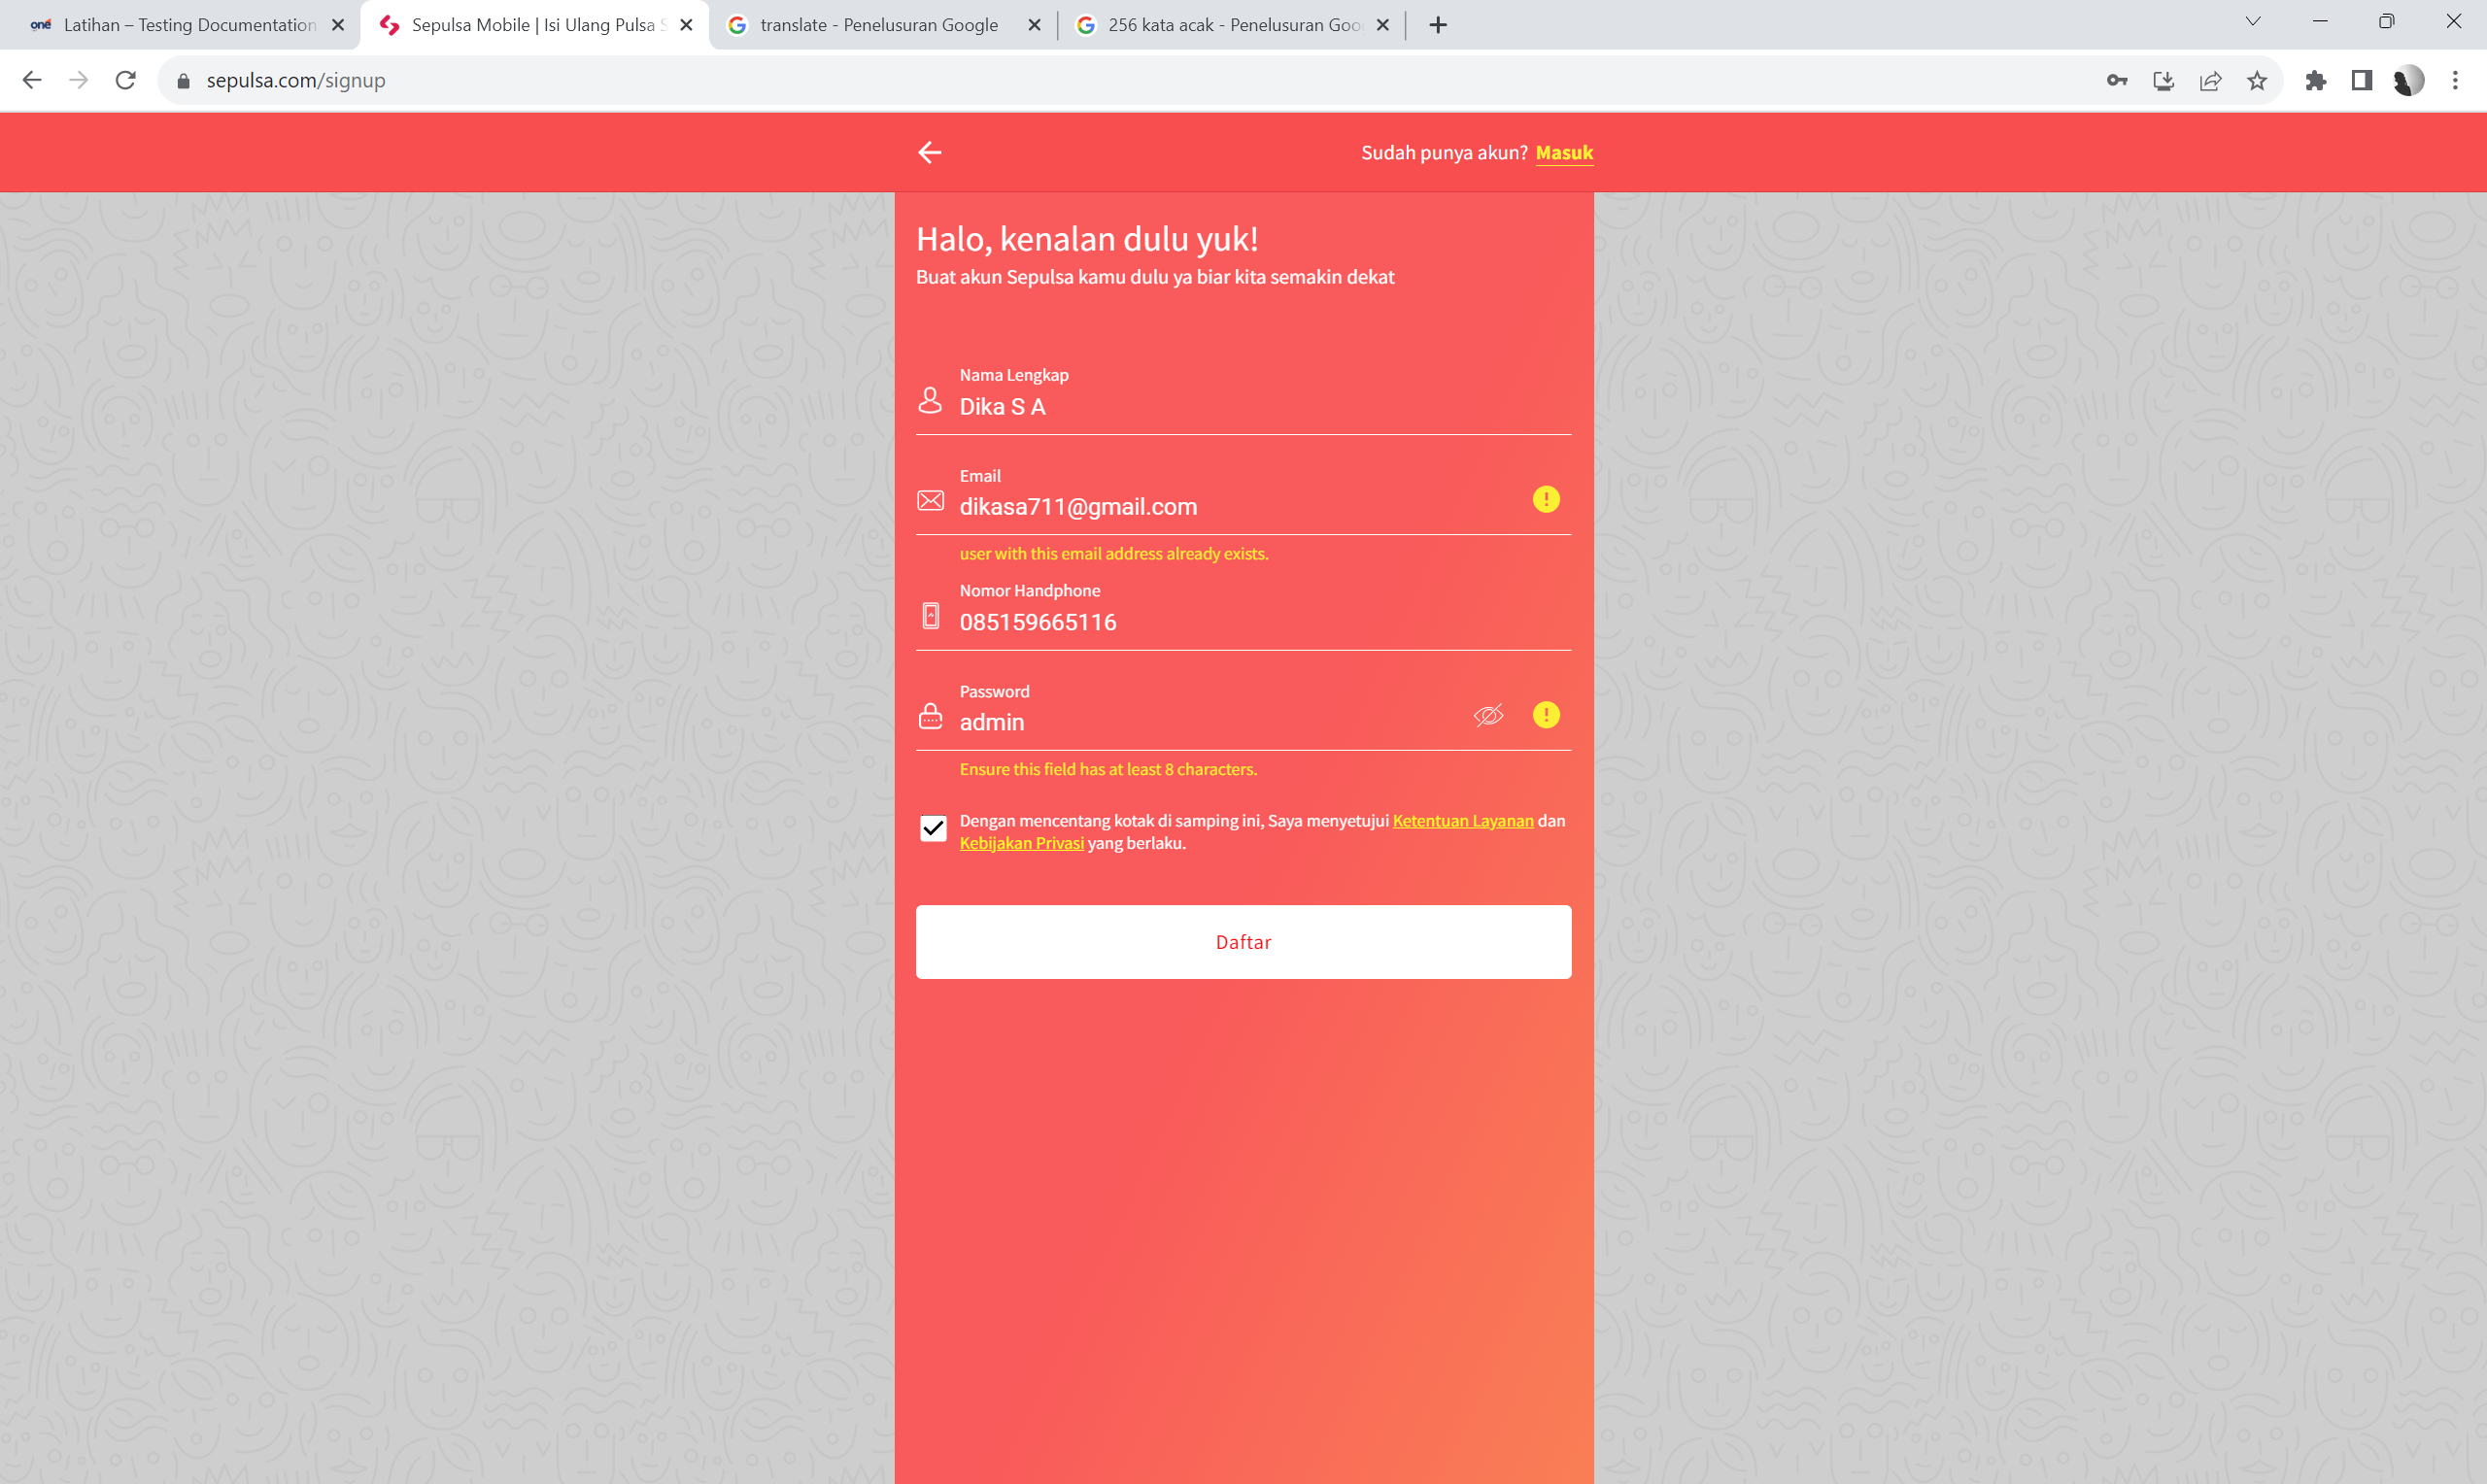 one Latihan – Testing Documentation
Sepulsa Mobile | Isi Ulang Pulsa S
translate - Penelusuran Google
256 kata acak - Penelusuran Goo
sepulsa.com/signup
Sudah punya akun? Masuk
Halo, kenalan dulu yuk!
Buat akun Sepulsa kamu dulu ya biar kita semakin dekat
Nama Lengkap
Dika S A
Email
dikasa711@gmail.com
user with this email address already exists.
Nomor Handphone
085159665116
Password
admin
Ensure this field has at least 8 characters.
Dengan mencentang kotak di samping ini, Saya menyetujui Ketentuan Layanan dan
Kebijakan Privasi yang berlaku.
Daftar